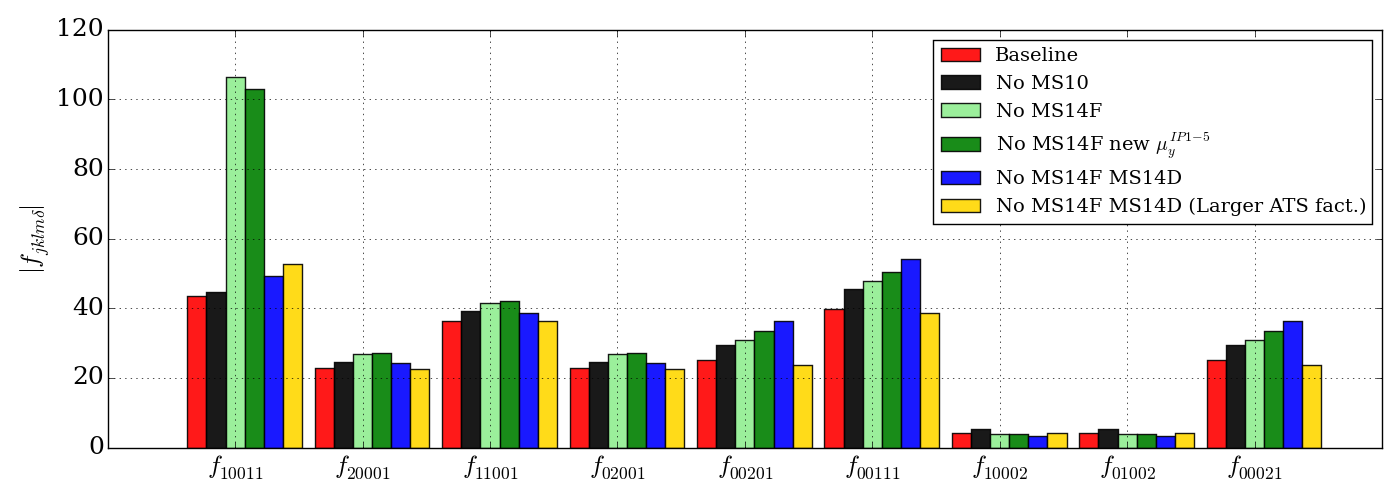 120
100
80
60
40
20
0
|f_{jklmδ}|
Baseline
No MS10
No MS14F
No MS14F new μ_y^{IP1−5}
No MS14F MS14D
No MS14F MS14D (Larger ATS fact.)
f_{10011} f_{20001} f_{11001} f_{02001} f_{00201} f_{00111} f_{10002} f_{01002} f_{00021}